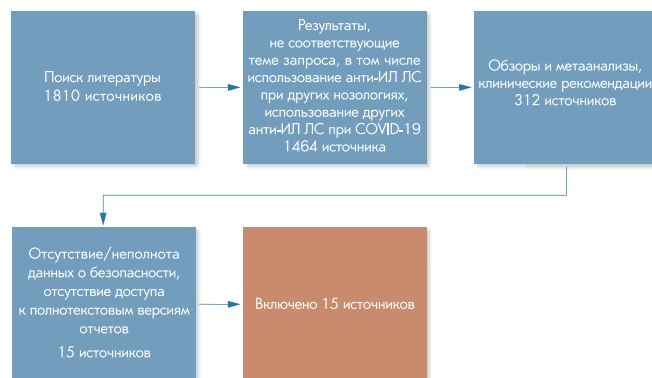 Поиск литературы
1810 источников
Результаты,
не соответствующие
теме запроса, в том числе
использование анти-ИЛ ЛС
при других нозологиях,
использование других
анти-ИЛ ЛС при COVID-19
1464 источника
Обзоры и метаанализы,
клинические рекомендации
312 источников
Отсутствие/неполнота
данных о безопасности,
отсутствие доступа
к полнотекстовым версиям
отчетов
15 источников
Включено 15 источников